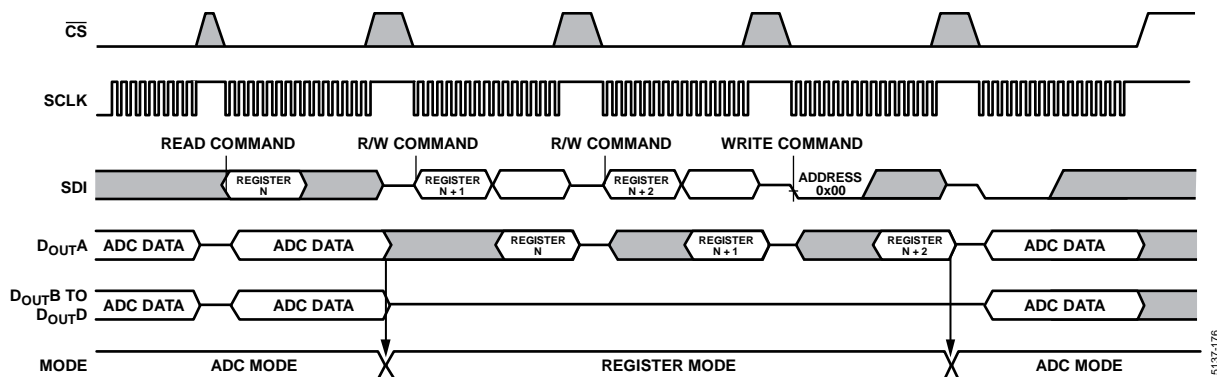 CS
SCLK
READ COMMAND R/W COMMAND R/W COMMAND WRITE COMMAND
SDI
REGISTER
N
REGISTER
N + 1
REGISTER
N + 2
ADDRESS
0x00
DOUTA
ADC DATA
ADC DATA
REGISTER
N
REGISTER
N + 1
REGISTER
N + 2
ADC DATA
DOUTB TO
DOUTD
ADC DATA
ADC DATA
ADC DATA
MODE
ADC MODE
REGISTER MODE
ADC MODE
5137-176